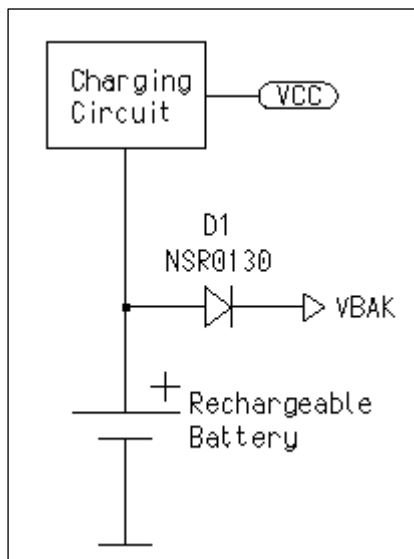 Charging
Circuit
VCC
D1
NSR0130
VBAK
+
Rechargeable
Battery